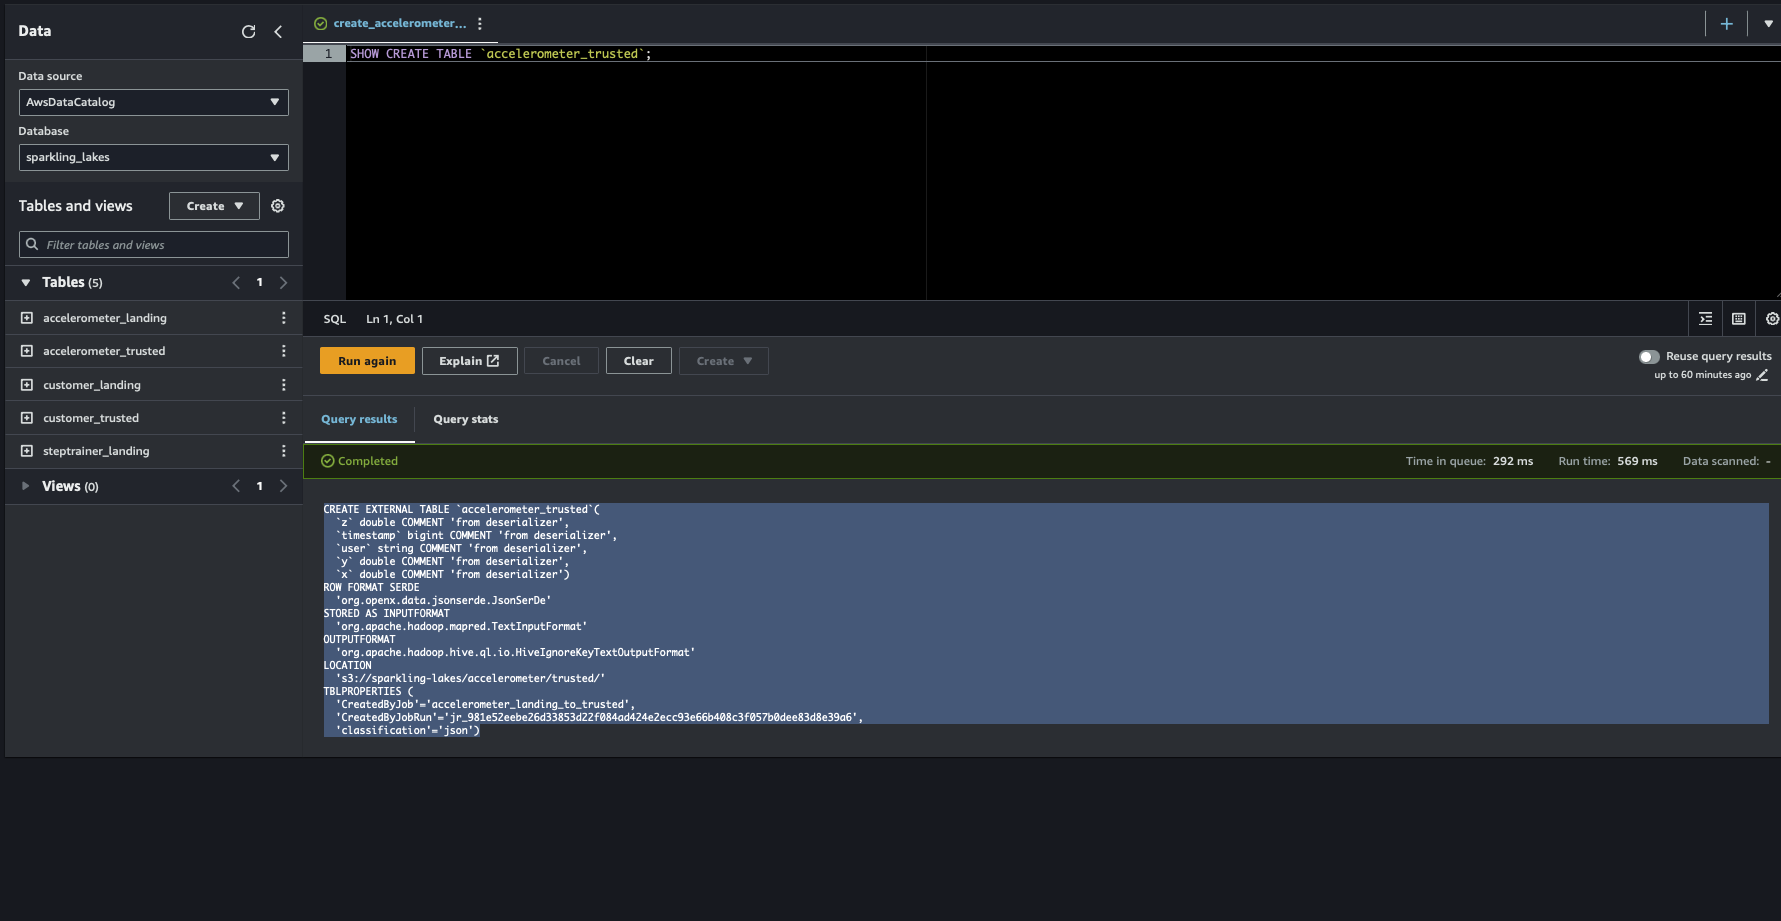 Data
Data source
AwsDataCatalog
Database
sparkling_lakes
Tables and views
Create
Filter tables and views
Tables (5)
1
accelerometer_landing
accelerometer_trusted
customer_landing
customer_trusted
steptrainer_landing
Views (0)
1
create_accelerometer...
1 SHOW CREATE TABLE `accelerometer_trusted`;
SQL Ln 1, Col 1
Run again Explain Cancel Clear Create
Reuse query results
up to 60 minutes ago
Query results Query stats
Completed Time in queue: 292 ms Run time: 569 ms Data scanned: -
CREATE EXTERNAL TABLE `accelerometer_trusted`(
`z` double COMMENT 'from deserializer',
`timestamp` bigint COMMENT 'from deserializer',
`user` string COMMENT 'from deserializer',
`y` double COMMENT 'from deserializer',
`x` double COMMENT 'from deserializer')
ROW FORMAT SERDE
'org.openx.data.jsonserde.JsonSerDe'
STORED AS INPUTFORMAT
'org.apache.hadoop.mapred.TextInputFormat'
OUTPUTFORMAT
'org.apache.hadoop.hive.ql.io.HiveIgnoreKeyTextOutputFormat'
LOCATION
's3://sparkling-lakes/accelerometer/trusted/'
TBLPROPERTIES (
'CreatedByJob'='accelerometer_landing_to_trusted',
'CreatedByJobRun'='jr_981e52eebe26d33853d22f084ad424e2ecc93e66b408c3f057b0dee83d8e39a6',
'classification'='json')